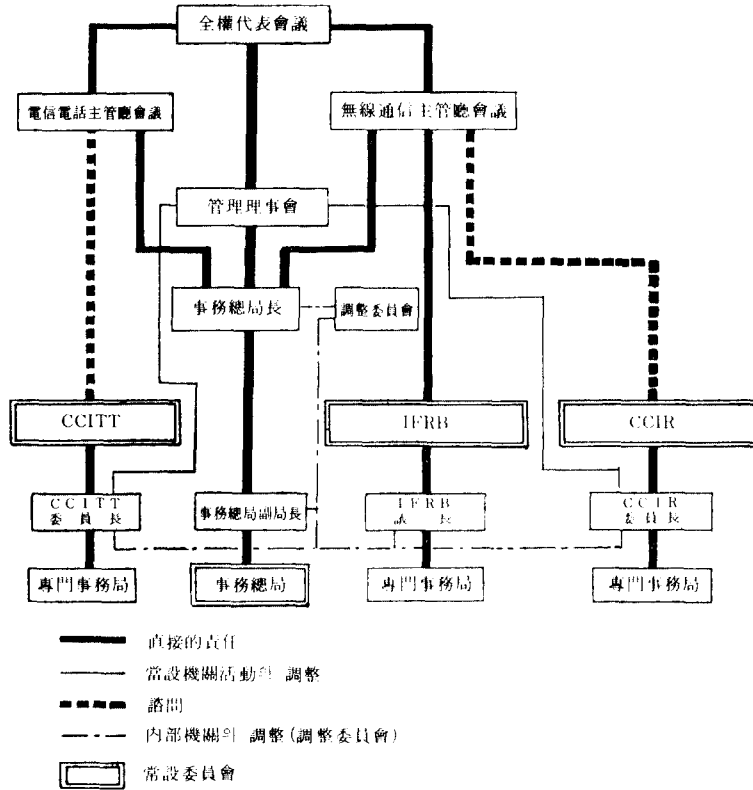 全權代表會議
電信電話主管廳會議
無線通信主管廳會議
管理理事會
事務總局長
調整委員會
CCITT
IFRB
CCIR
CCITT
委員長
事務總局副局長
IFRB
議長
CCIR
委員長
專門事務局
事務總局
專門事務局
專門事務局
直接的責任
常設機關活動의 調整
諮問
內部機關의 調整(調整委員會)
常設委員會